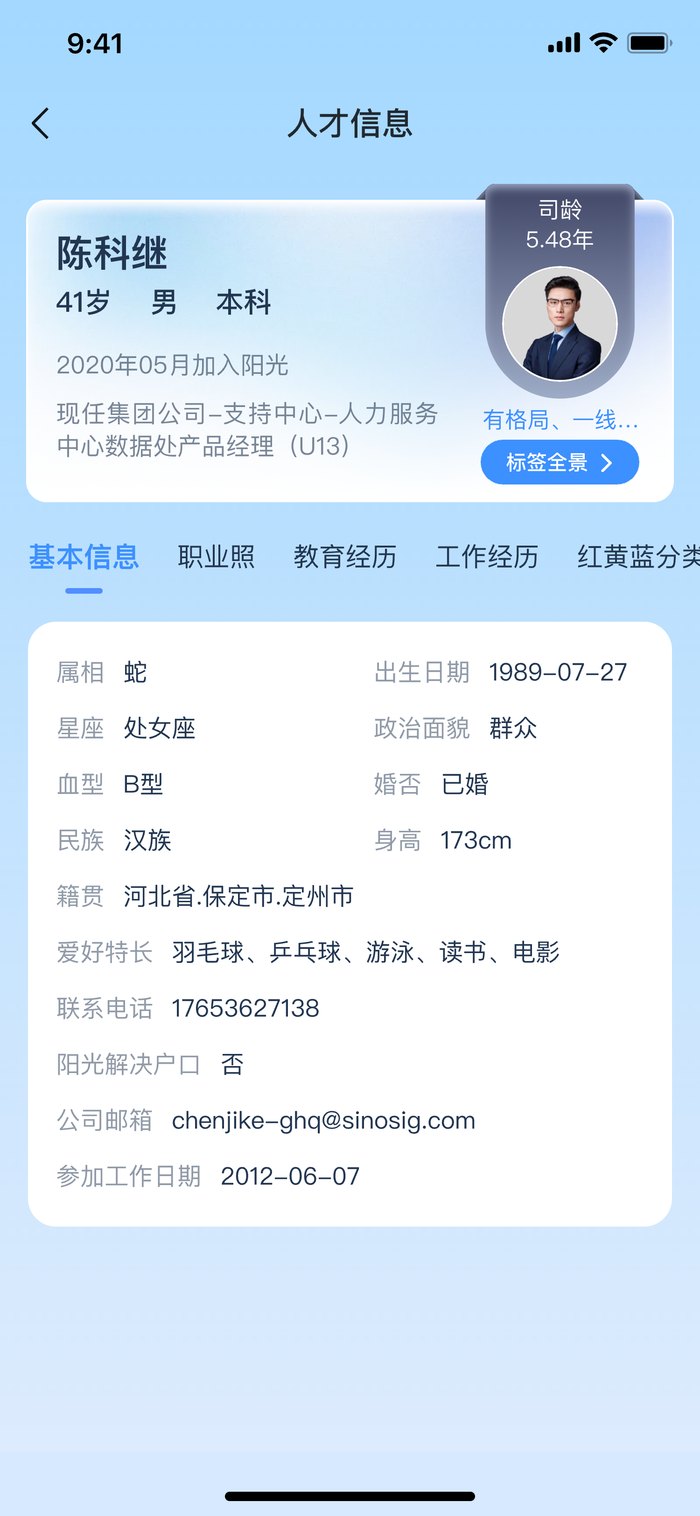 9:41
人才信息
司龄
5.48年
陈科继
41岁 男 本科
2020年05月加入阳光
现任集团公司-支持中心-人力服务
中心数据处产品经理（U13）
有格局、一线...
标签全景
基本信息 职业照 教育经历 工作经历 红黄蓝分类
属相 蛇 出生日期 1989-07-27
星座 处女座 政治面貌 群众
血型 B型 婚否 已婚
民族 汉族 身高 173cm
籍贯 河北省.保定市.定州市
爱好特长 羽毛球、乒乓球、游泳、读书、电影
联系电话 17653627138
阳光解决户口 否
公司邮箱 chenjike-ghq@sinosig.com
参加工作日期 2012-06-07